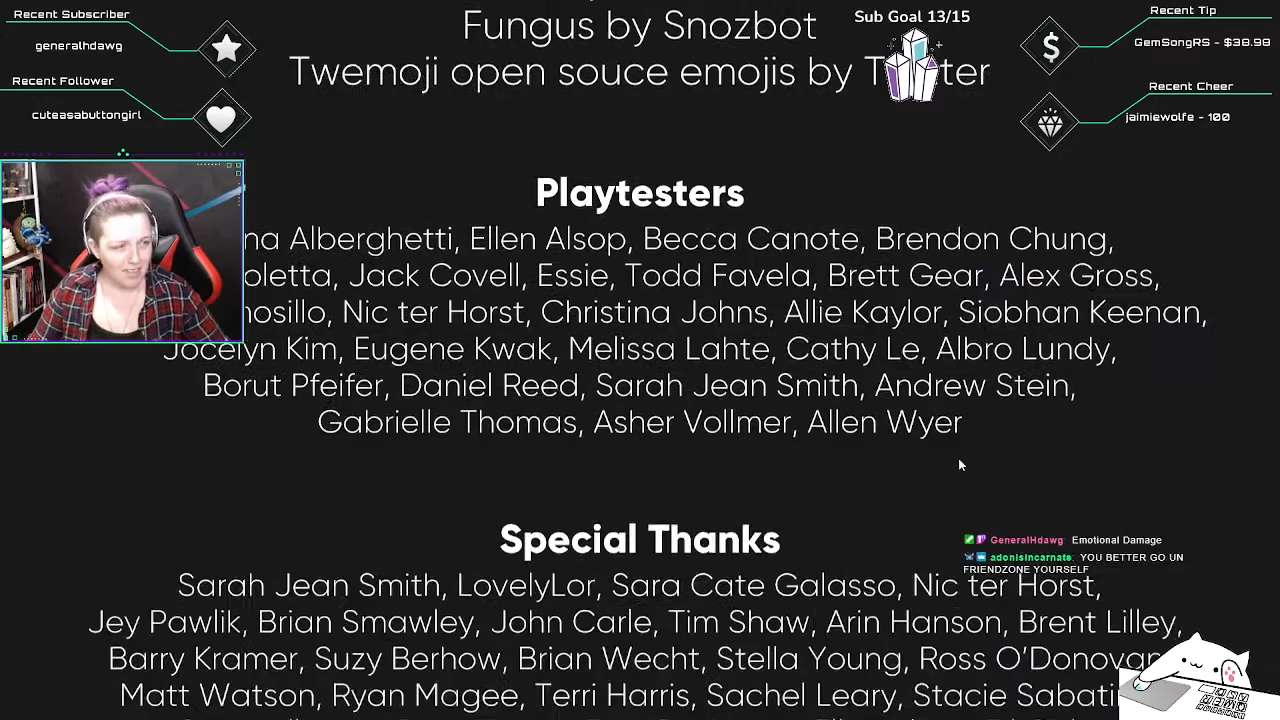 Recent Subscriber
generalhdawg
Recent Follower
cuteasabuttongirl
Fungus by Snozbot
Twemoji open souce emojis by
Sub Goal 13/15
Recent Tip
GemSongRS - $38.98
Recent Cheer
jaimiewolfe - 100
Playtesters
Alberghetti, Ellen Alsop, Becca Canote, Brendon Chung,
Jack Covell, Essie, Todd Favela, Brett Gear, Alex Gross,
Nic ter Horst, Christina Johns, Allie Kaylor, Siobhan Keenan,
Jocelyn Kim, Eugene Kwak, Melissa Lahte, Cathy Le, Albro Lundy,
Borut Pfeifer, Daniel Reed, Sarah Jean Smith, Andrew Stein,
Gabrielle Thomas, Asher Vollmer, Allen Wyer
GeneralHdawg: Emotional Damage
adonisincarnate: YOU BETTER GO UN
FRIENDZONE YOURSELF
Special Thanks
Sarah Jean Smith, LovelyLor, Sara Cate Galasso, Nic ter Horst,
Jey Pawlik, Brian Smawley, John Carle, Tim Shaw, Arin Hanson, Brent Lilley,
Barry Kramer, Suzy Berhow, Brian Wecht, Stella Young, Ross O'Donovan
Matt Watson, Ryan Magee, Terri Harris, Sachel Leary, Stacie